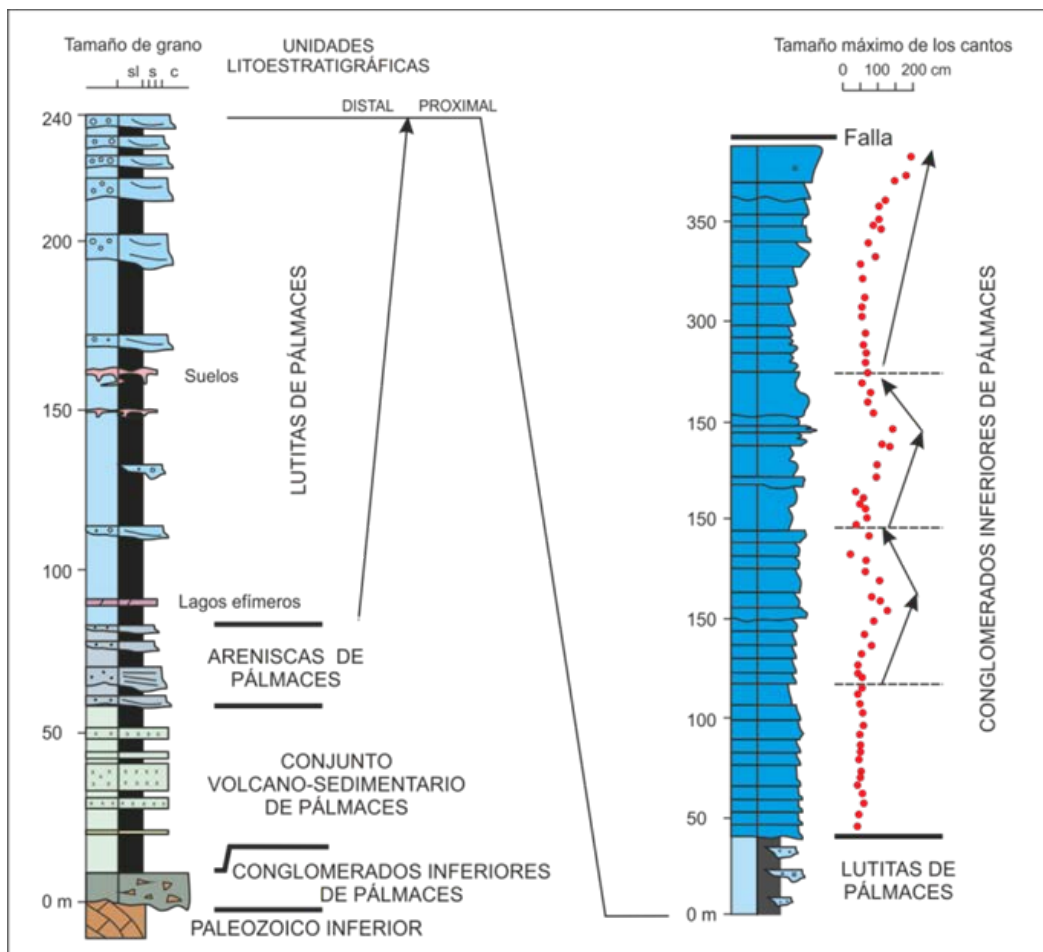 Tamaño de grano
sl s c
UNIDADES
LITOESTRATIGRÁFICAS
DISTAL PROXIMAL
240
200
150
100
50
0 m
Suelos
Lagos efímeros
LUTITAS DE PÁLMACES
ARENISCAS DE
PÁLMACES
CONJUNTO
VOLCANO-SEDIMENTARIO
DE PÁLMACES
CONGLOMERADOS INFERIORES
DE PÁLMACES
PALEOZOICO INFERIOR
Tamaño máximo de los cantos
0 100 200 cm
Falla
350
300
150
150
150
100
50
0 m
CONGLOMERADOS INFERIORES DE PÁLMACES
LUTITAS DE
PÁLMACES